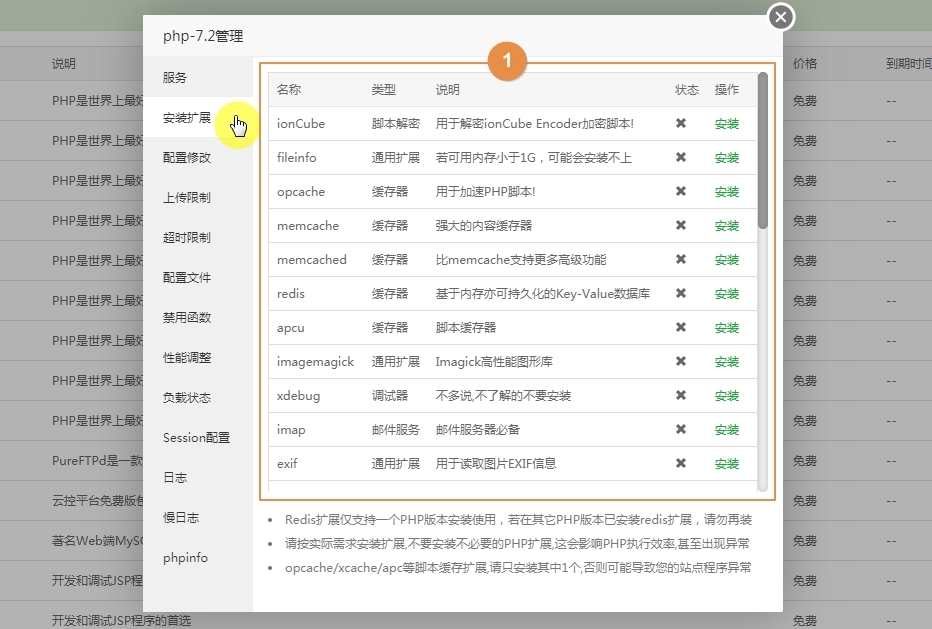 php-7.2管理
服务
安装扩展
配置修改
上传限制
超时限制
配置文件
禁用函数
性能调整
负载状态
Session配置
日志
慢日志
phpinfo
1
名称 类型 说明 状态 操作
ionCube 脚本解密 用于解密ionCube Encoder加密脚本! ✖ 安装
fileinfo 通用扩展 若可用内存小于1G，可能会安装不上 ✖ 安装
opcache 缓存器 用于加速PHP脚本! ✖ 安装
memcache 缓存器 强大的内容缓存器 ✖ 安装
memcached 缓存器 比memcache支持更多高级功能 ✖ 安装
redis 缓存器 基于内存亦可持久化的Key-Value数据库 ✖ 安装
apcu 缓存器 脚本缓存器 ✖ 安装
imagemagick 通用扩展 Imagick高性能图形库 ✖ 安装
xdebug 调试器 不多说,不了解的不要安装 ✖ 安装
imap 邮件服务 邮件服务器必备 ✖ 安装
exif 通用扩展 用于读取图片EXIF信息 ✖ 安装
• Redis扩展仅支持一个PHP版本安装使用，若在其它PHP版本已安装redis扩展，请勿再装
• 请按实际需求安装扩展,不要安装不必要的PHP扩展,这会影响PHP执行效率,甚至出现异常
• opcache/xcache/apc等脚本缓存扩展,请只安装其中1个,否则可能导致您的站点程序异常
说明 价格 到期时间
PHP是世界上最好 免费 --
PHP是世界上最好 免费 --
PHP是世界上最好 免费 --
PHP是世界上最好 免费 --
PHP是世界上最好 免费 --
PHP是世界上最好 免费 --
PHP是世界上最好 免费 --
PHP是世界上最好 免费 --
PHP是世界上最好 免费 --
PureFTPd是一款 免费 --
云控平台免费版包 免费 --
著名Web端MySQ 免费 --
开发和调试JSP程 免费 --
开发和调试JSP程序的首选 免费 --